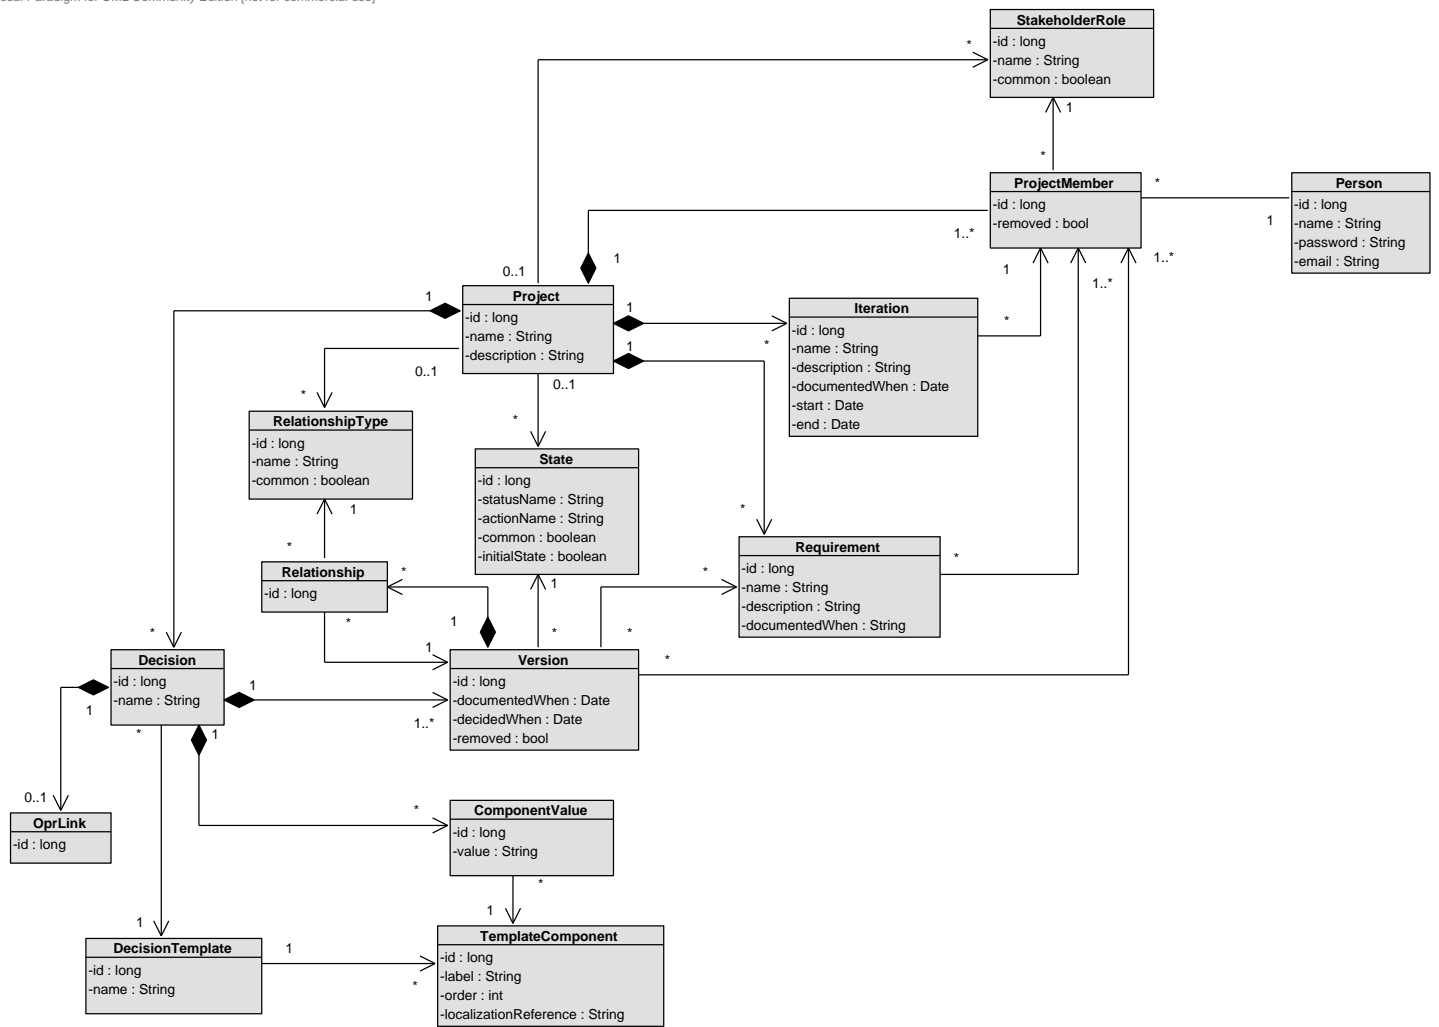 StakeholderRole
-id : long
-name : String
-common : boolean
*
1
*
ProjectMember
-id : long
-removed : bool
*
1
Person
-id : long
-name : String
-password : String
-email : String
1..*
1
0..1
1
1..*
1..*
1
Project
-id : long
-name : String
-description : String
1
*
1
Iteration
-id : long
-name : String
-description : String
-documentedWhen : Date
-start : Date
-end : Date
*
0..1
0..1
*
*
RelationshipType
-id : long
-name : String
-common : boolean
1
*
State
-id : long
-statusName : String
-actionName : String
-common : boolean
-initialState : boolean
1
*
Requirement
-id : long
-name : String
-description : String
-documentedWhen : String
*
*
Relationship
-id : long
*
*
1
1
*
*
*
*
Decision
-id : long
-name : String
1
1..*
Version
-id : long
-documentedWhen : Date
-decidedWhen : Date
-removed : bool
1
*
1
0..1
OprLink
-id : long
*
ComponentValue
-id : long
-value : String
*
1
1
DecisionTemplate
-id : long
-name : String
1
*
TemplateComponent
-id : long
-label : String
-order : int
-localizationReference : String